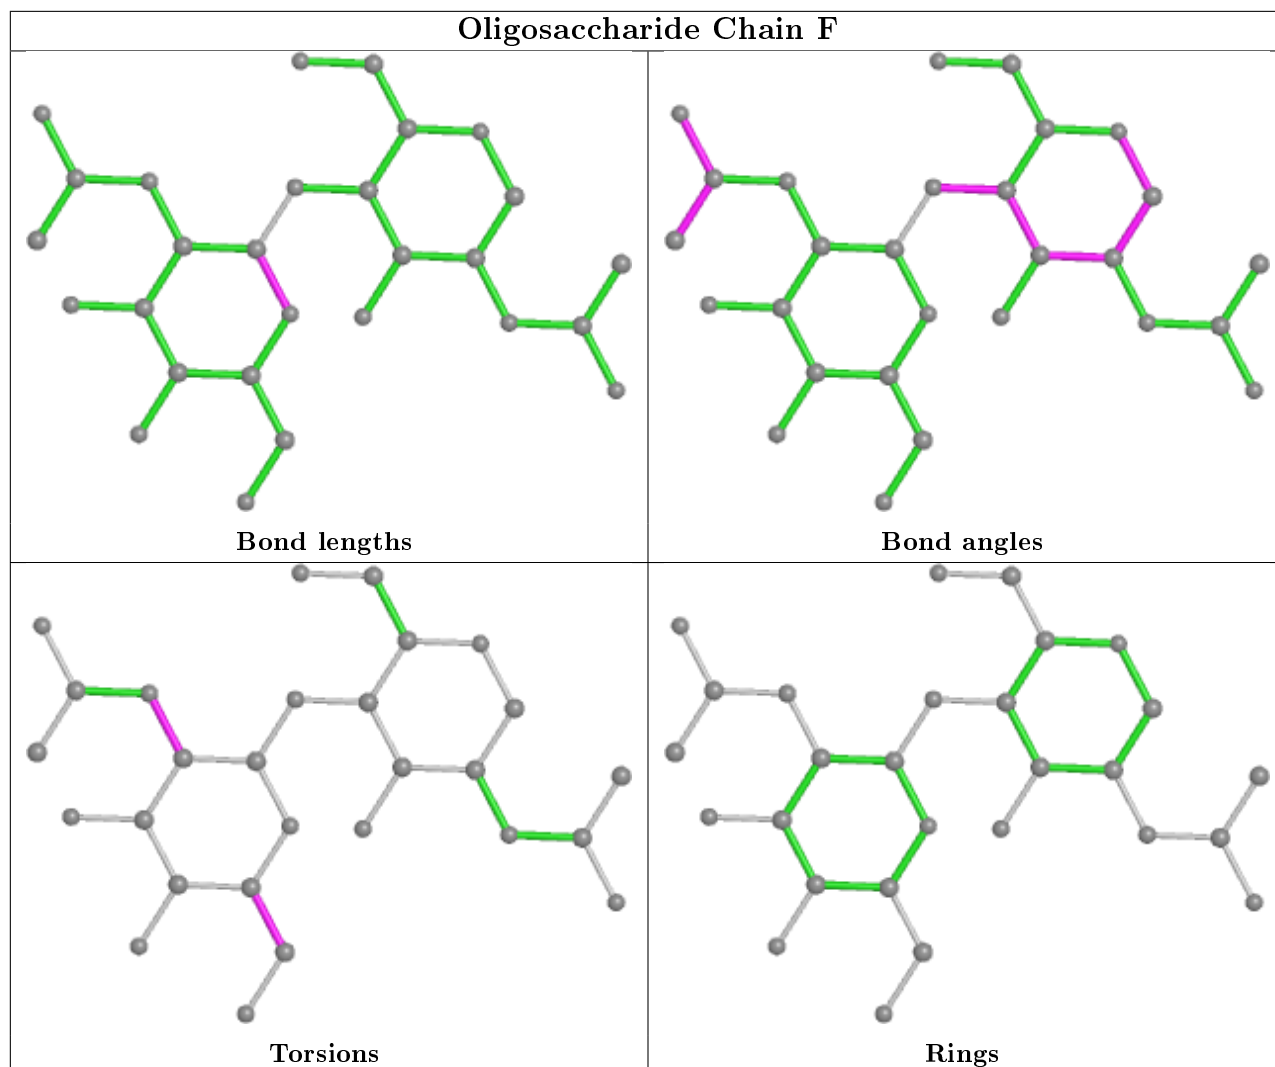 Oligosaccharide Chain F
Bond lengths
Bond angles
Torsions
Rings